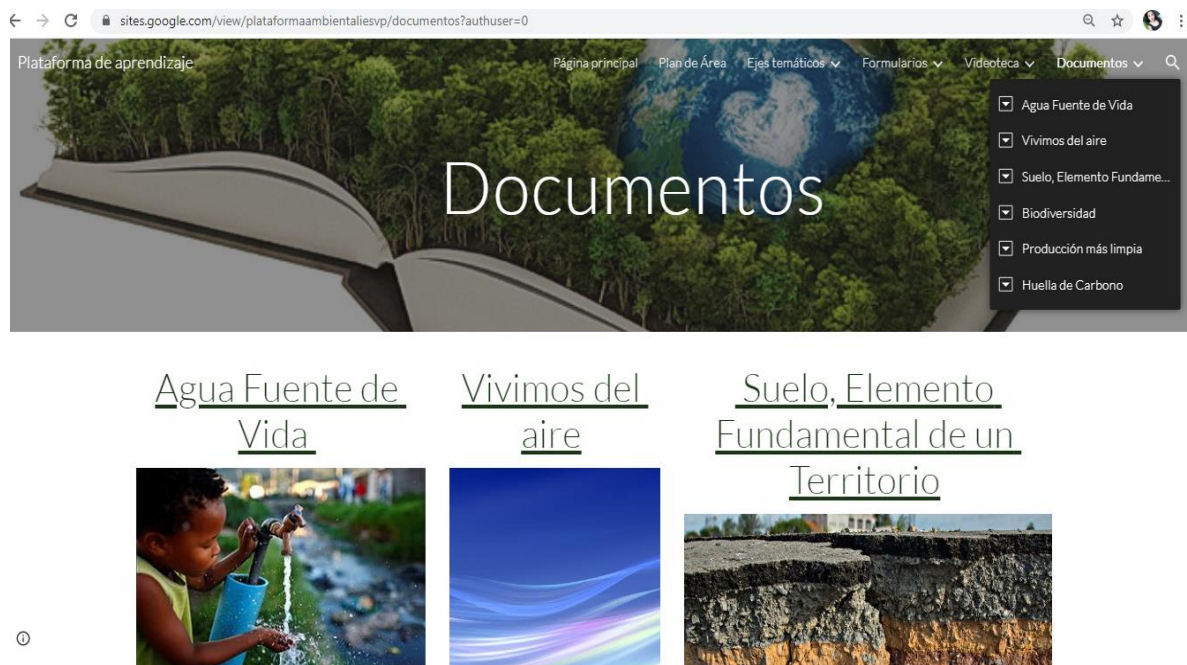 sites.google.com/view/plataformaambientaliesvp/documentos?authuser=0
Plataforma de aprendizaje
Página principal Plan de Área Ejes temáticos Formularios Videoteca Documentos
Agua Fuente de Vida
Vivimos del aire
Suelo, Elemento Fundame...
Biodiversidad
Producción más limpia
Huella de Carbono
Documentos
Agua Fuente de
Vida
Vivimos del
aire
Suelo, Elemento
Fundamental de un
Territorio